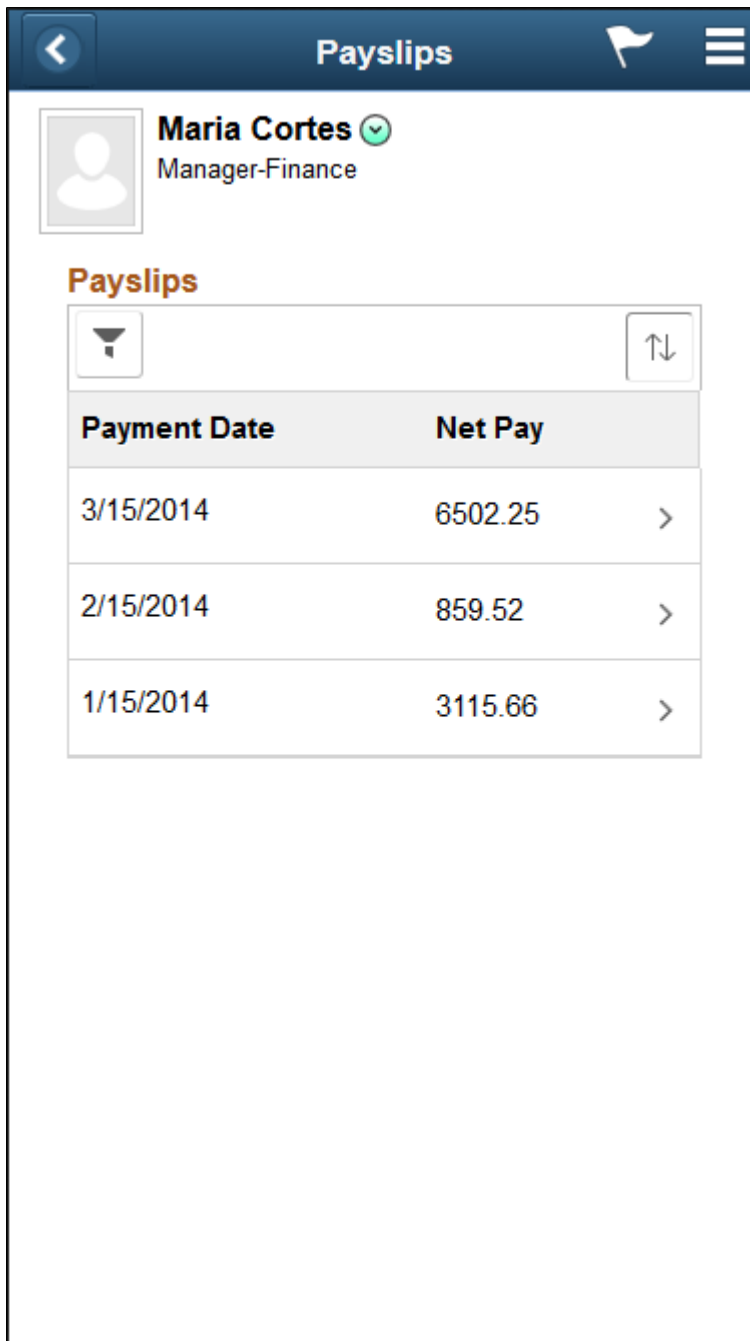 Payslips
Maria Cortes
Manager-Finance
Payslips
Payment Date Net Pay
3/15/2014 6502.25
2/15/2014 859.52
1/15/2014 3115.66